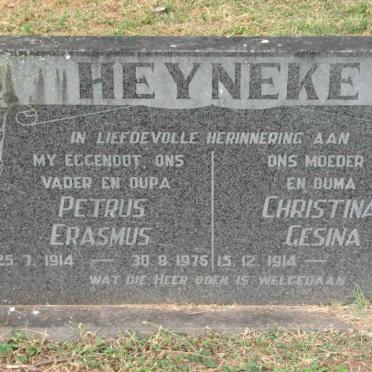 HEYNEKE
IN LIEFDEVOLLE HERINNERING AAN
MY EGGENOOT, ONS
VADER EN OUPA
PETRUS
ERASMUS
25.7.1914 — 30.8.1976
ONS MOEDER
EN OUMA
CHRISTINA
GESINA
15.12.1914 —
WAT DIE HEER DOEN IS WELGEDAAN